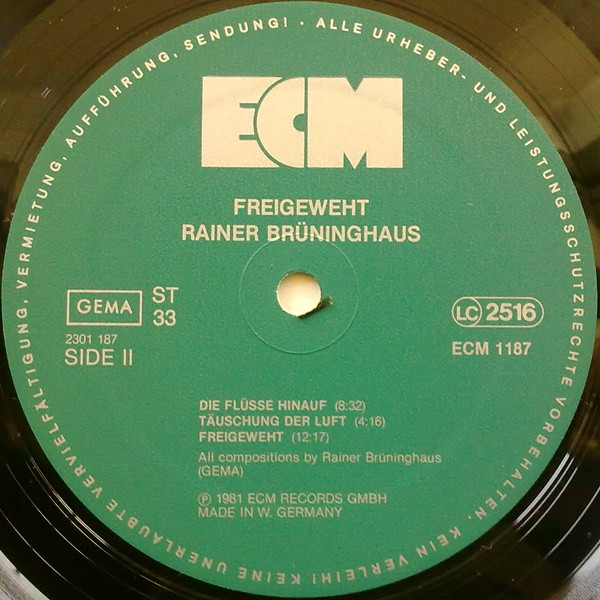 ALLE URHEBER- UND LEISTUNGSSCHUTZRECHTE VORBEHALTEN. KEIN VERLEIH! KEINE UNERLAUBTE VERVIELFÄLTIGUNG, VERMIETUNG, AUFFÜHRUNG, SENDUNG! ·
ECM
FREIGEWEHT
RAINER BRÜNINGHAUS
GEMA
ST
33
2301 187
SIDE II
LC 2516
ECM 1187
DIE FLÜSSE HINAUF (8:32)
TÄUSCHUNG DER LUFT (4:16)
FREIGEWEHT (12:17)
All compositions by Rainer Brüninghaus
(GEMA)
℗ 1981 ECM RECORDS GMBH
MADE IN W. GERMANY